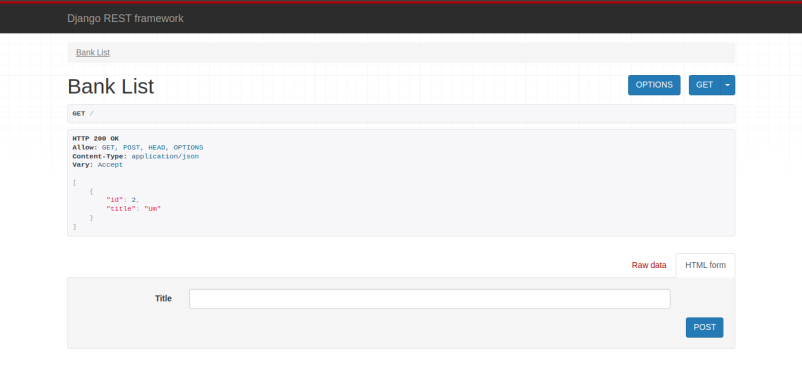 Django REST framework
Bank List
Bank List
OPTIONS
GET
GET /
HTTP 200 OK
Allow: GET, POST, HEAD, OPTIONS
Content-Type: application/json
Vary: Accept
[
    {
        "id": 2,
        "title": "Um"
    }
]
Raw data
HTML form
Title
POST